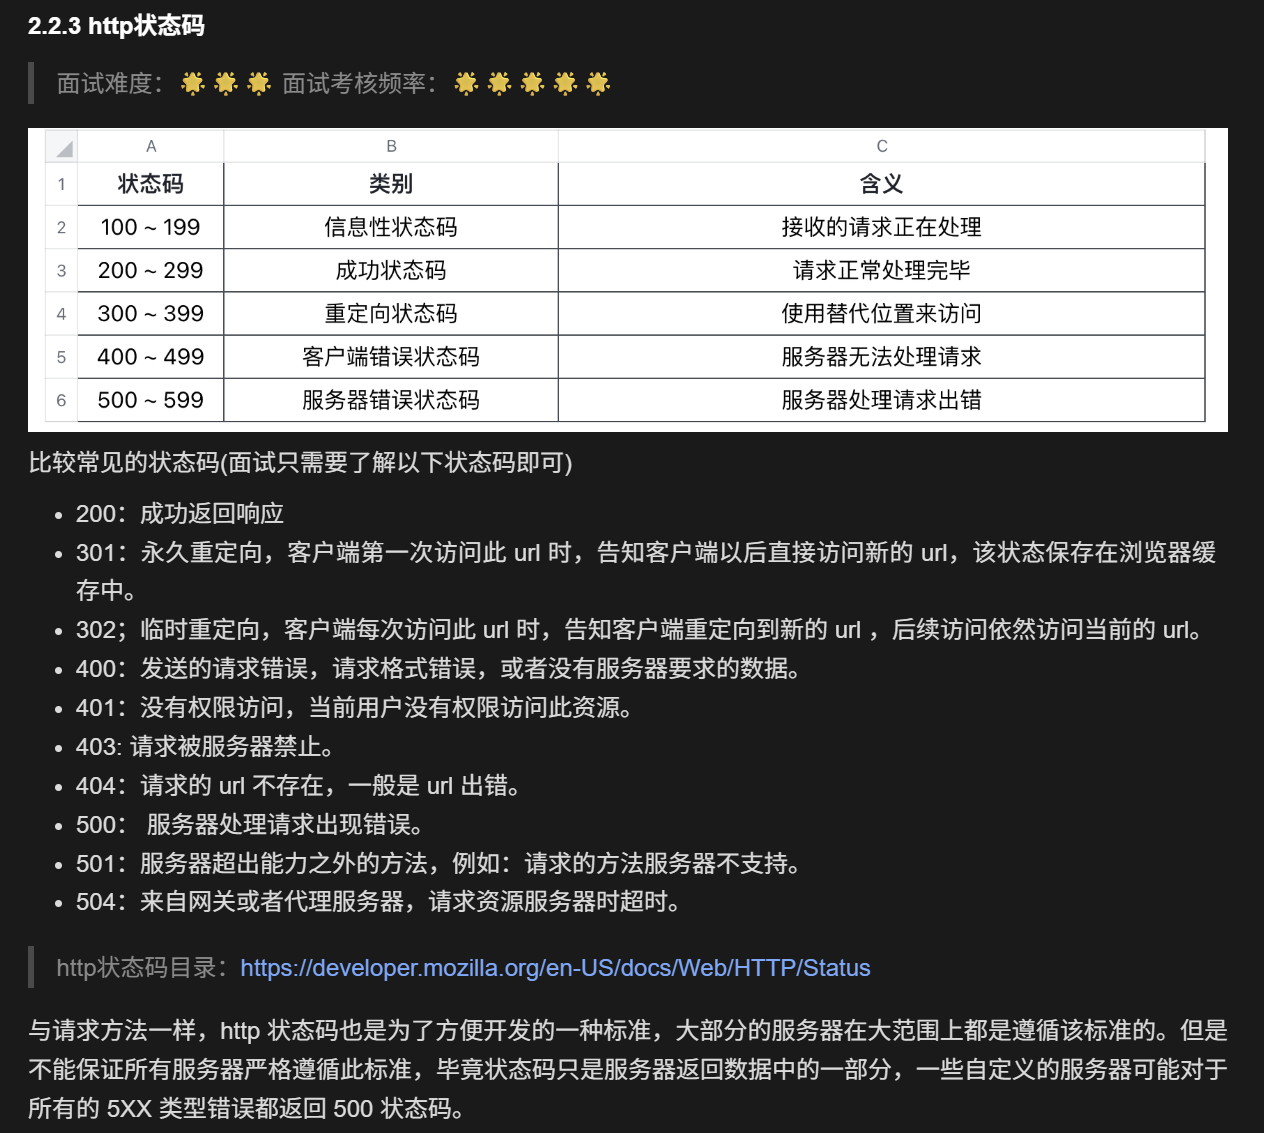 2.2.3 http状态码
面试难度：🌟🌟🌟 面试考核频率：🌟🌟🌟🌟🌟
A B C
1 状态码 类别 含义
2 100 ~ 199 信息性状态码 接收的请求正在处理
3 200 ~ 299 成功状态码 请求正常处理完毕
4 300 ~ 399 重定向状态码 使用替代位置来访问
5 400 ~ 499 客户端错误状态码 服务器无法处理请求
6 500 ~ 599 服务器错误状态码 服务器处理请求出错
比较常见的状态码(面试只需要了解以下状态码即可)
• 200：成功返回响应
• 301：永久重定向，客户端第一次访问此 url 时，告知客户端以后直接访问新的 url，该状态保存在浏览器缓
存中。
• 302；临时重定向，客户端每次访问此 url 时，告知客户端重定向到新的 url ，后续访问依然访问当前的 url。
• 400：发送的请求错误，请求格式错误，或者没有服务器要求的数据。
• 401：没有权限访问，当前用户没有权限访问此资源。
• 403: 请求被服务器禁止。
• 404：请求的 url 不存在，一般是 url 出错。
• 500： 服务器处理请求出现错误。
• 501：服务器超出能力之外的方法，例如：请求的方法服务器不支持。
• 504：来自网关或者代理服务器，请求资源服务器时超时。
http状态码目录：https://developer.mozilla.org/en-US/docs/Web/HTTP/Status
与请求方法一样，http 状态码也是为了方便开发的一种标准，大部分的服务器在大范围上都是遵循该标准的。但是
不能保证所有服务器严格遵循此标准，毕竟状态码只是服务器返回数据中的一部分，一些自定义的服务器可能对于
所有的 5XX 类型错误都返回 500 状态码。